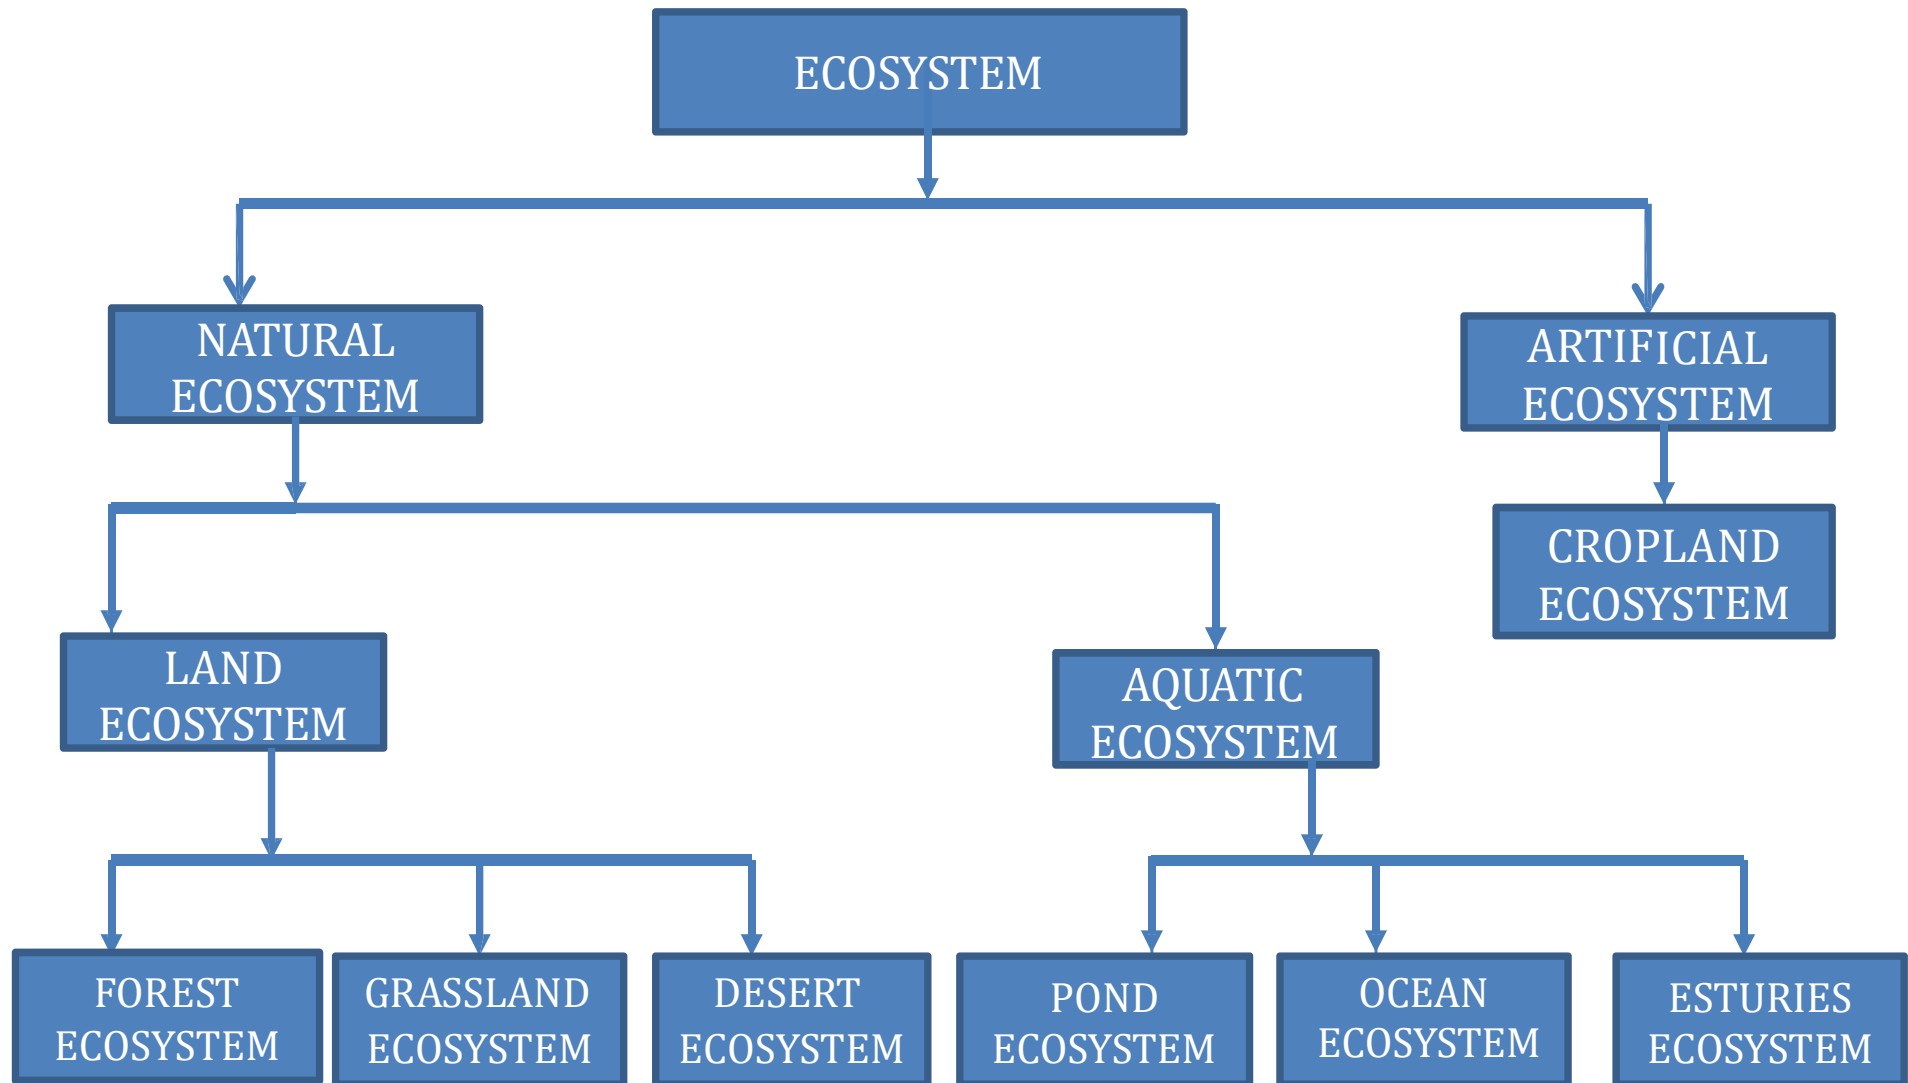 ECOSYSTEM
NATURAL
ECOSYSTEM
ARTIFICIAL
ECOSYSTEM
CROPLAND
ECOSYSTEM
LAND
ECOSYSTEM
AQUATIC
ECOSYSTEM
FOREST
ECOSYSTEM
GRASSLAND
ECOSYSTEM
DESERT
ECOSYSTEM
POND
ECOSYSTEM
OCEAN
ECOSYSTEM
ESTURIES
ECOSYSTEM